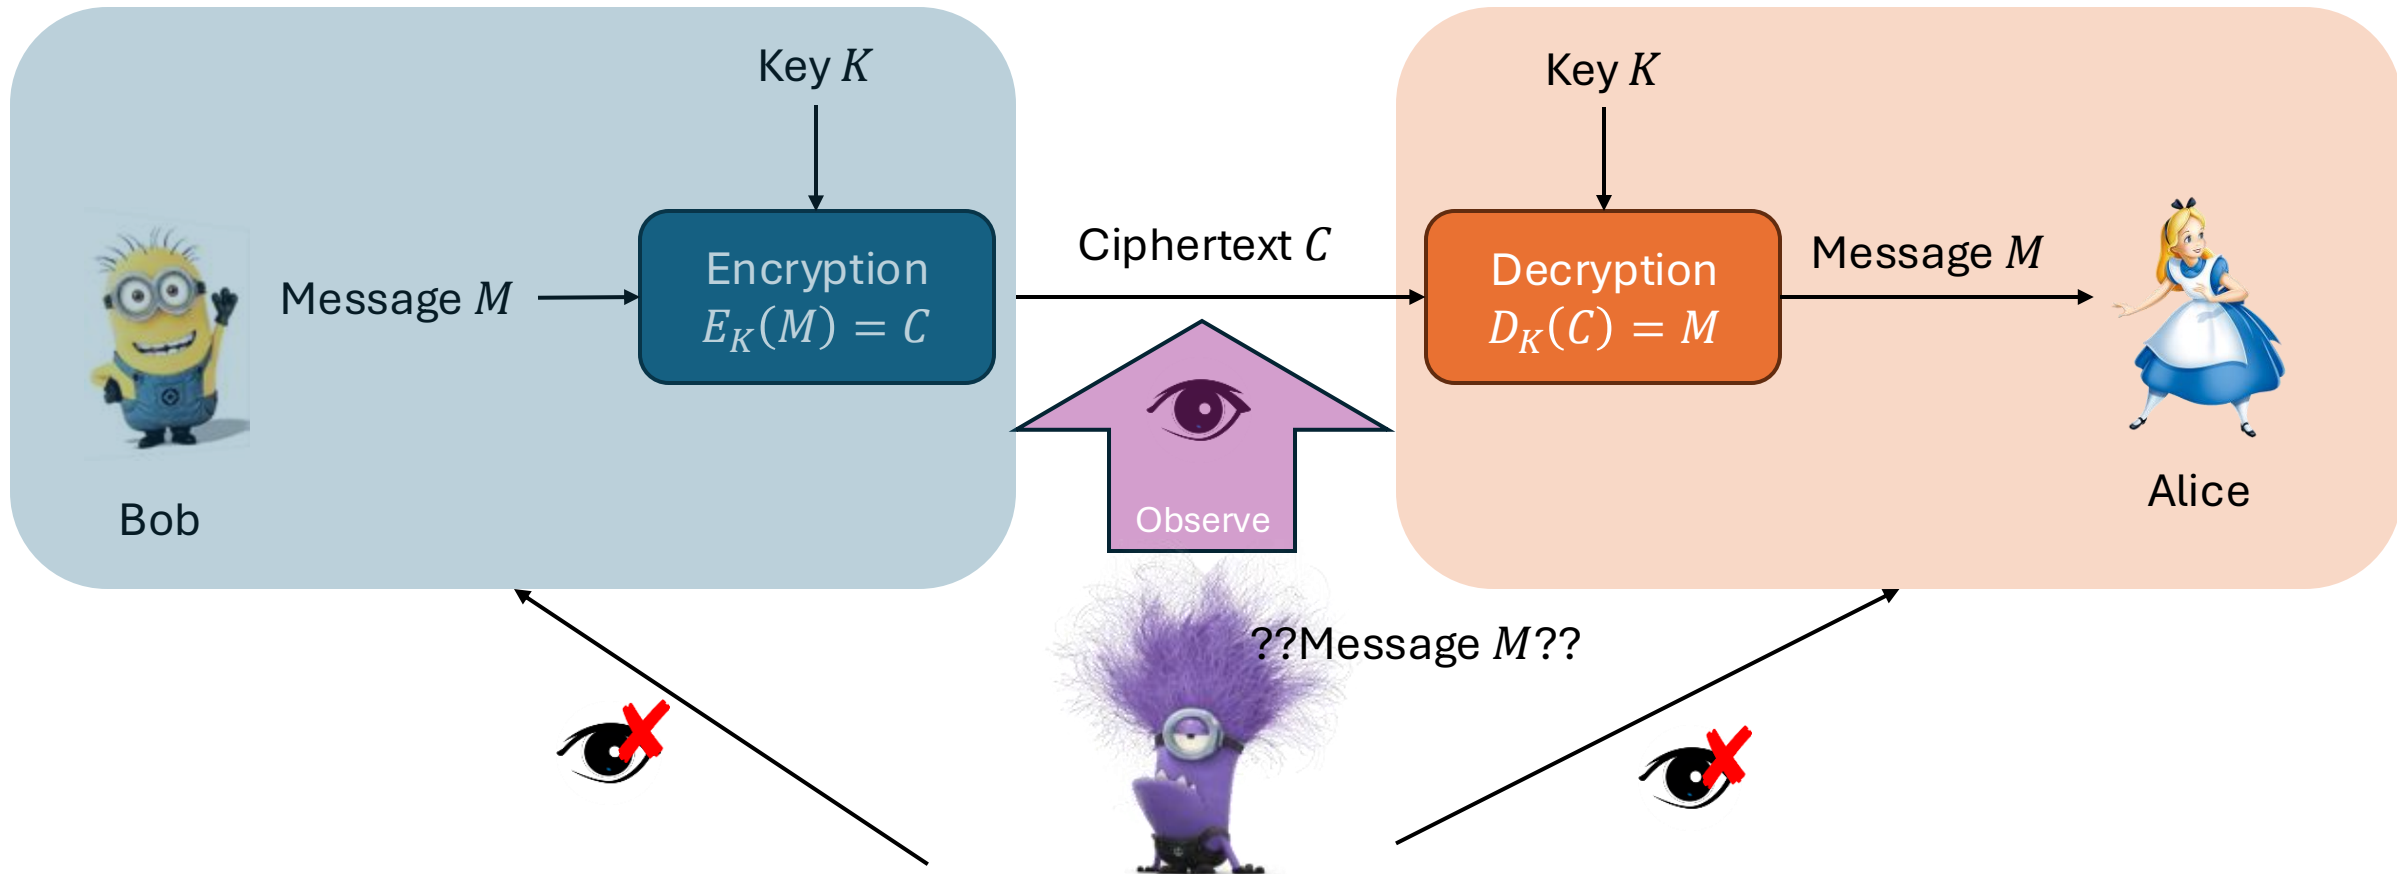 Key K
Key K
Message M
Encryption
E_K(M) = C
Ciphertext C
Decryption
D_K(C) = M
Message M
Bob
Observe
Alice
??Message M??